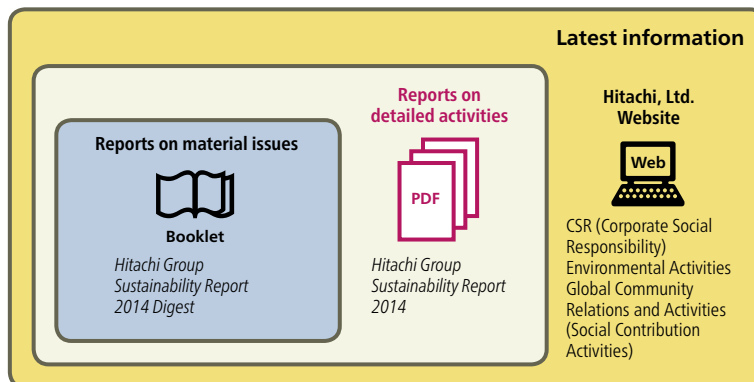 Latest information
Reports on
detailed activities
Hitachi, Ltd.
Website
Reports on material issues
Web
PDF
Booklet
Hitachi Group
Sustainability Report
2014 Digest
Hitachi Group
Sustainability Report
2014
CSR (Corporate Social
Responsibility)
Environmental Activities
Global Community
Relations and Activities
(Social Contribution
Activities)